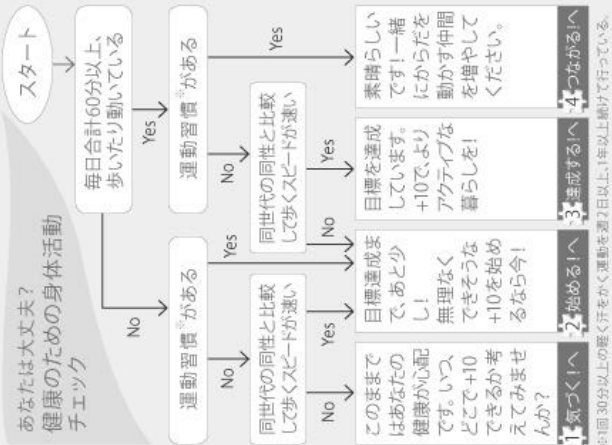 あなたは大丈夫？
健康のための身体活動
チェック
スタート
毎日合計60分以上、
歩いたり動いている
No
Yes
運動習慣※がある
運動習慣※がある
No
Yes
No
Yes
同世代の同性と比較
して歩くスピードが速い
同世代の同性と比較
して歩くスピードが速い
No
Yes
No
Yes
このままで
はあなたの
健康が心配
です。いつ、
どこで+10
できるか考
えてみませ
んか？
目標達成ま
で、あと少
し！
無理なく
できそうな
+10を始め
るなら今！
目標を達成
しています。
+10で、より
アクティブな
暮らしを！
素晴らしい
です！一緒
にからだを
動かす仲間
を増やして
ください。
1 気づく！へ
2 始める！へ
3 達成する！へ
4 つながる！へ
1回30分以上の軽く汗をかく運動を週2日以上、1年以上続けて行っている。